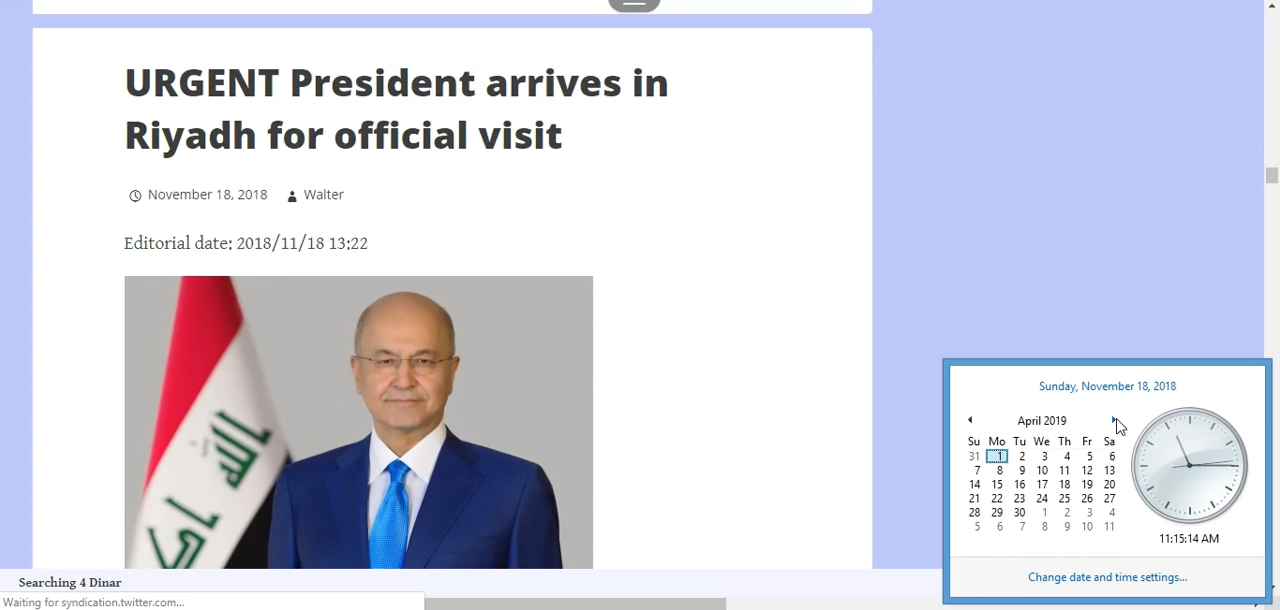 URGENT President arrives in
Riyadh for official visit
November 18, 2018 Walter
Editorial date: 2018/11/18 13:22
الله
Searching 4 Dinar
Waiting for syndication.twitter.com...
Sunday, November 18, 2018
April 2019
Su Mo Tu We Th Fr Sa
31 1 2 3 4 5 6
7 8 9 10 11 12 13
14 15 16 17 18 19 20
21 22 23 24 25 26 27
28 29 30 1 2 3 4
5 6 7 8 9 10 11
11:15:14 AM
Change date and time settings...